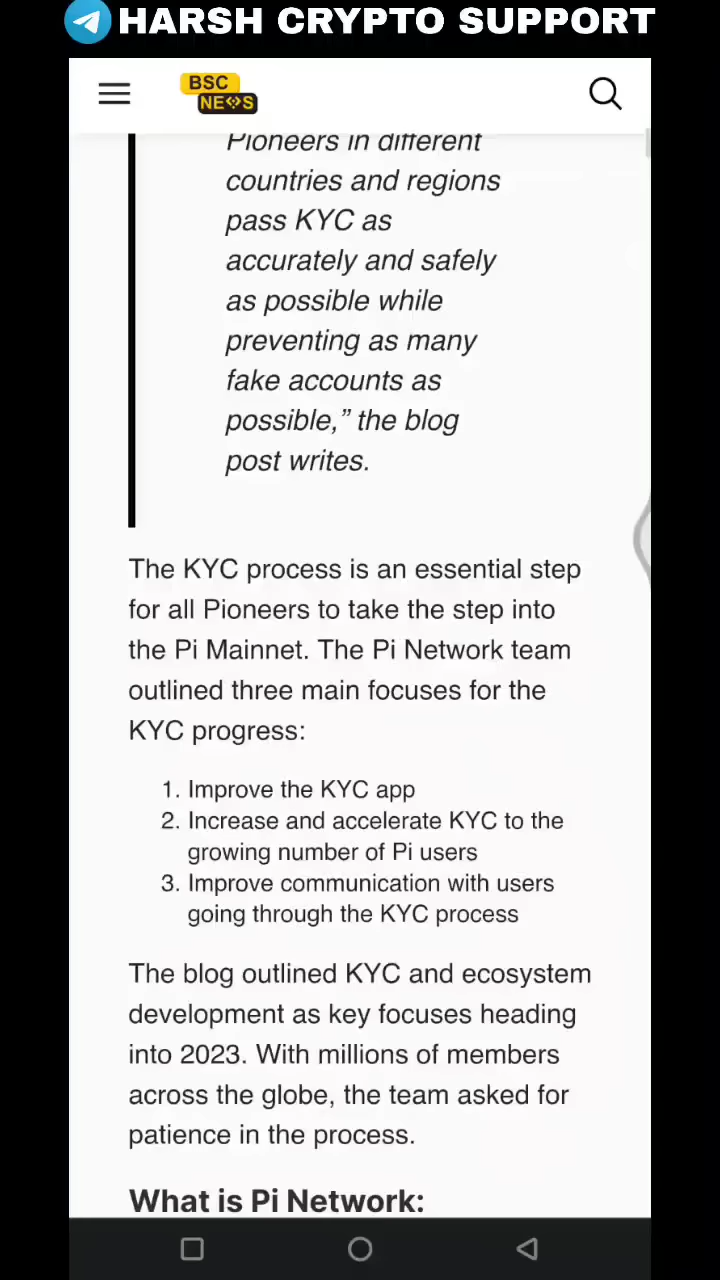 HARSH CRYPTO SUPPORT
BSC
NEWS
Pioneers in different
countries and regions
pass KYC as
accurately and safely
as possible while
preventing as many
fake accounts as
possible,” the blog
post writes.
The KYC process is an essential step
for all Pioneers to take the step into
the Pi Mainnet. The Pi Network team
outlined three main focuses for the
KYC progress:
1. Improve the KYC app
2. Increase and accelerate KYC to the
growing number of Pi users
3. Improve communication with users
going through the KYC process
The blog outlined KYC and ecosystem
development as key focuses heading
into 2023. With millions of members
across the globe, the team asked for
patience in the process.
What is Pi Network: